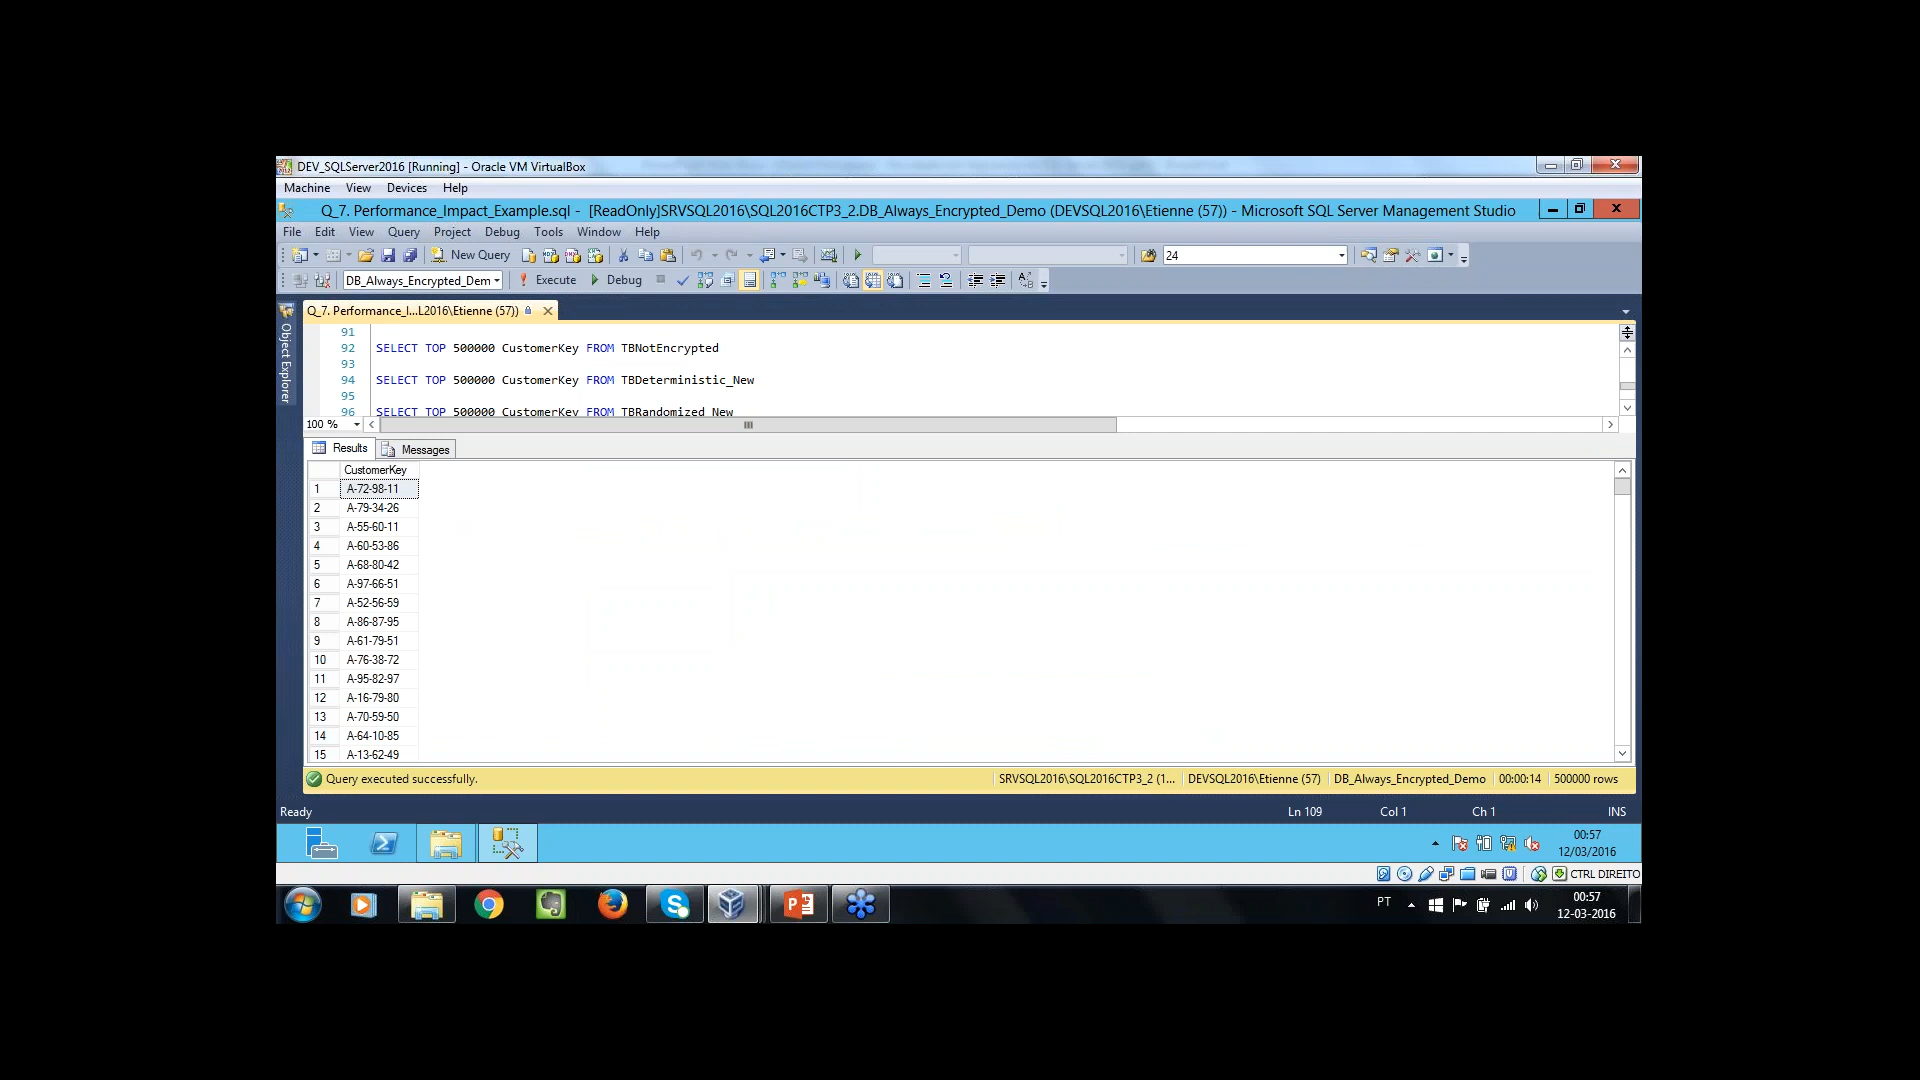 DEV_SQLServer2016 [Running] - Oracle VM VirtualBox
Machine View Devices Help
Q_7. Performance_Impact_Example.sql - [ReadOnly]SRVSQL2016\SQL2016CTP3_2.DB_Always_Encrypted_Demo (DEVSQL2016\Etienne (57)) - Microsoft SQL Server Management Studio
File Edit View Query Project Debug Tools Window Help
New Query 24
DB_Always_Encrypted_Dem Execute Debug
Object Explorer
Q_7. Performance_I...L2016\Etienne (57))
91
92 SELECT TOP 500000 CustomerKey FROM TBNotEncrypted
93
94 SELECT TOP 500000 CustomerKey FROM TBDeterministic_New
95
96 SELECT TOP 500000 CustomerKey FROM TBRandomized_New
100 %
Results Messages
CustomerKey
1 A-72-98-11
2 A-79-34-26
3 A-55-60-11
4 A-60-53-86
5 A-68-80-42
6 A-97-66-51
7 A-52-56-59
8 A-86-87-95
9 A-61-79-51
10 A-76-38-72
11 A-95-82-97
12 A-16-79-80
13 A-70-59-50
14 A-64-10-85
15 A-13-62-49
Query executed successfully. SRVSQL2016\SQL2016CTP3_2 (1... DEVSQL2016\Etienne (57) DB_Always_Encrypted_Demo 00:00:14 500000 rows
Ready Ln 109 Col 1 Ch 1 INS
00:57
12/03/2016
CTRL DIREITO
PT 00:57
12-03-2016